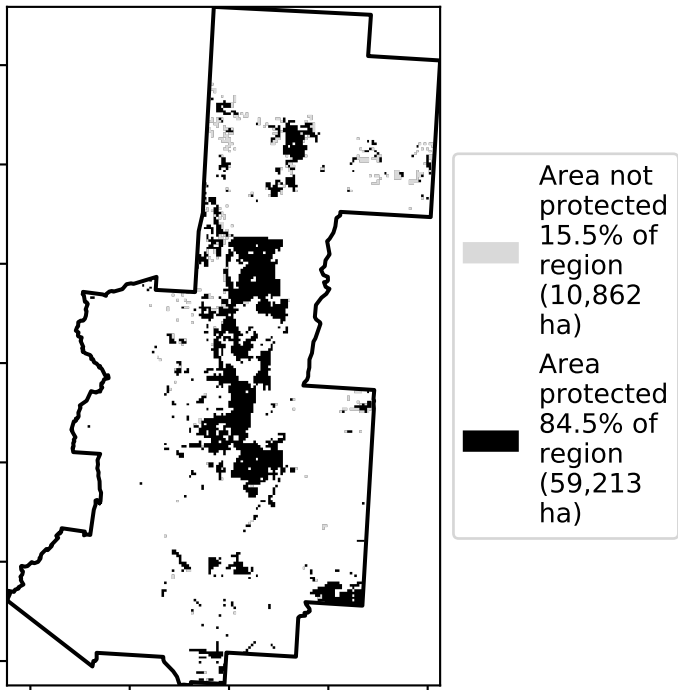 Area not
protected
15.5% of
region
(10,862
ha)
Area
protected
84.5% of
region
(59,213
ha)